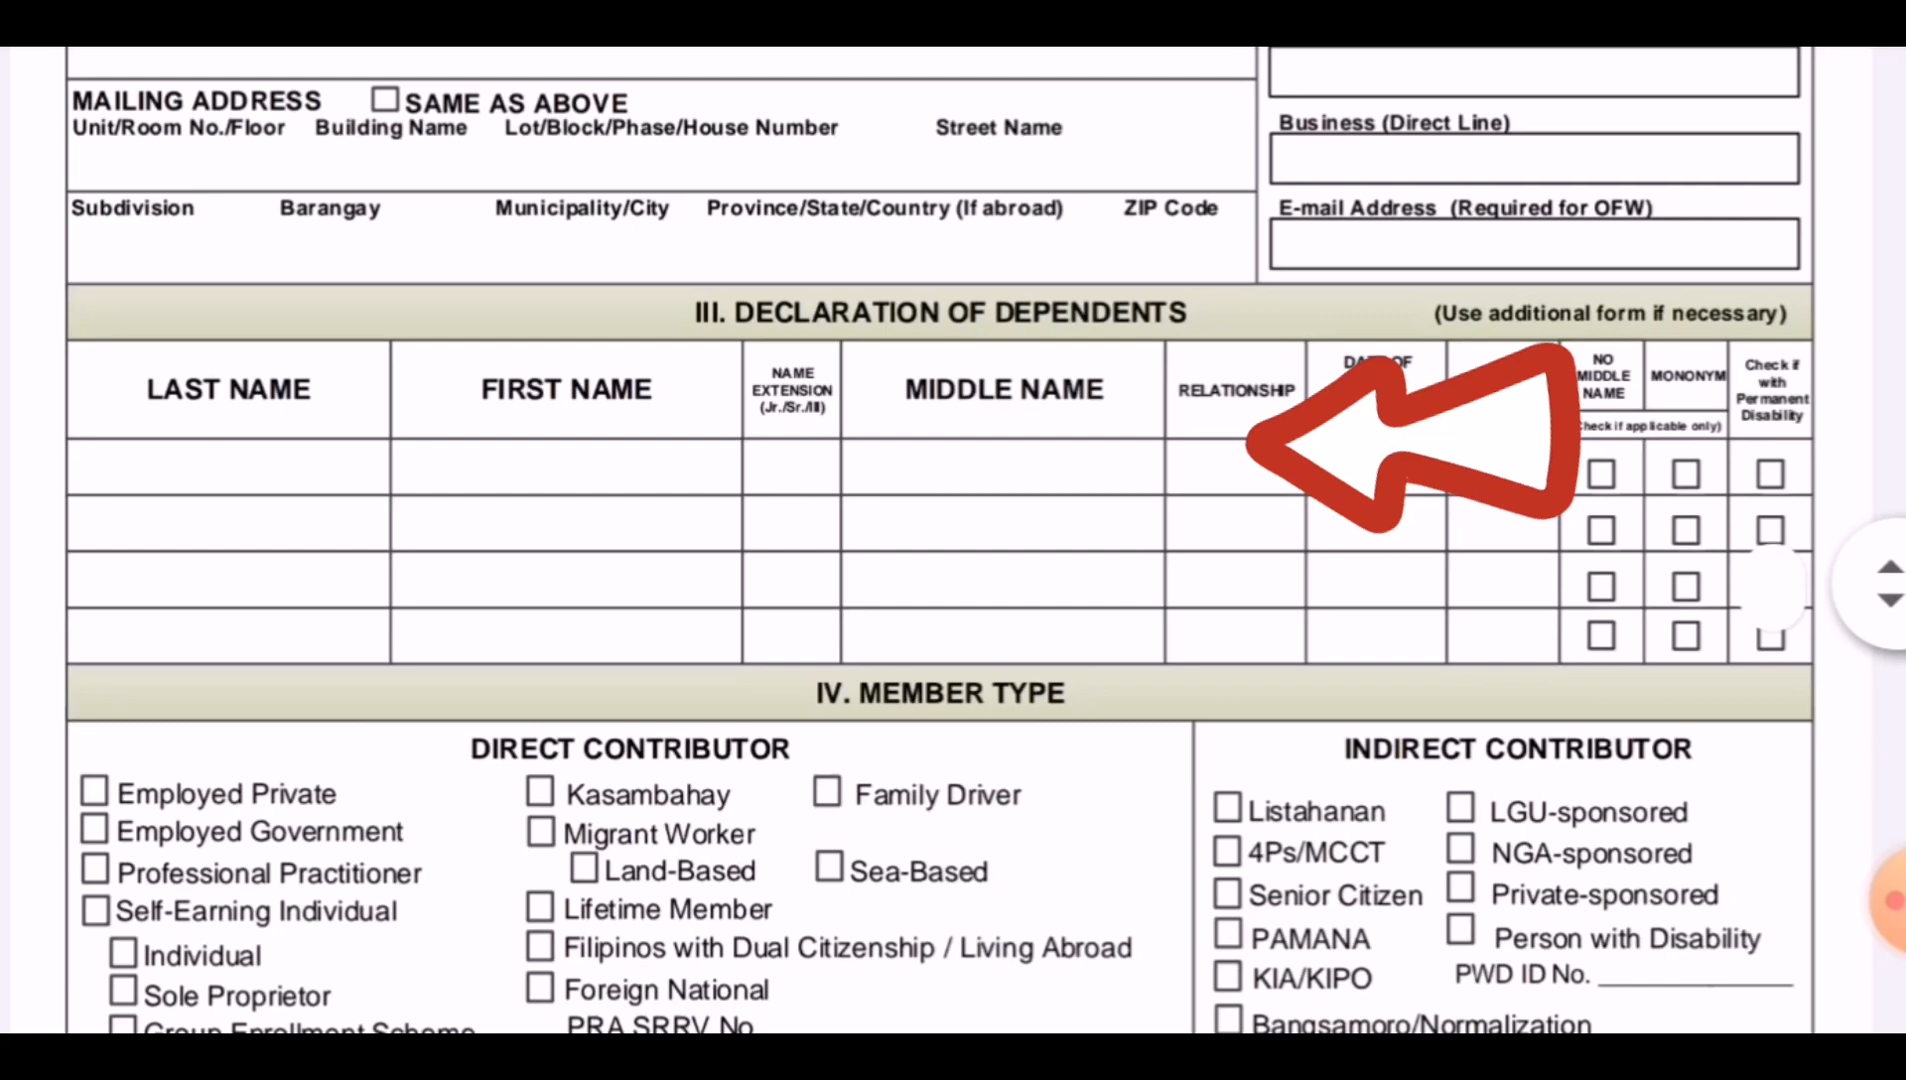 MAILING ADDRESS SAME AS ABOVE
Unit/Room No./Floor Building Name Lot/Block/Phase/House Number Street Name
Business (Direct Line)
Subdivision Barangay Municipality/City Province/State/Country (If abroad) ZIP Code
E-mail Address (Required for OFW)
III. DECLARATION OF DEPENDENTS (Use additional form if necessary)
LAST NAME
FIRST NAME
NAME
EXTENSION
(Jr./Sr./III)
MIDDLE NAME
RELATIONSHIP
OF
NO
MIDDLE
NAME
MONONYM
applicable only)
Check if
with
Permanent
Disability
IV. MEMBER TYPE
DIRECT CONTRIBUTOR
Employed Private
Employed Government
Professional Practitioner
Self-Earning Individual
Individual
Sole Proprietor
Group Enrollment Scheme
Kasambahay
Family Driver
Migrant Worker
Land-Based
Sea-Based
Lifetime Member
Filipinos with Dual Citizenship / Living Abroad
Foreign National
PRA SRRV No
INDIRECT CONTRIBUTOR
Listahanan
4Ps/MCCT
Senior Citizen
PAMANA
KIA/KIPO
Bangsamoro/Normalization
LGU-sponsored
NGA-sponsored
Private-sponsored
Person with Disability
PWD ID No.